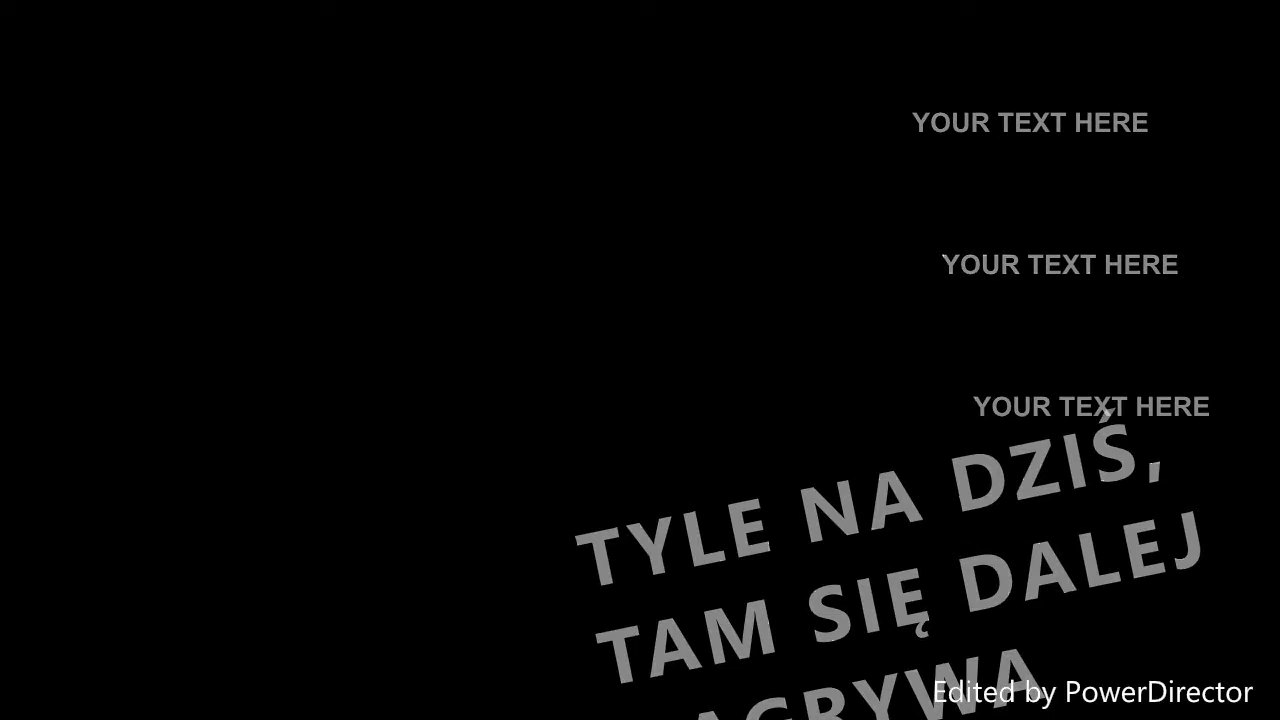 YOUR TEXT HERE
YOUR TEXT HERE
YOUR TEXT HERE
TYLE NA DZIŚ,
TAM SIĘ DALEJ
Edited by PowerDirector